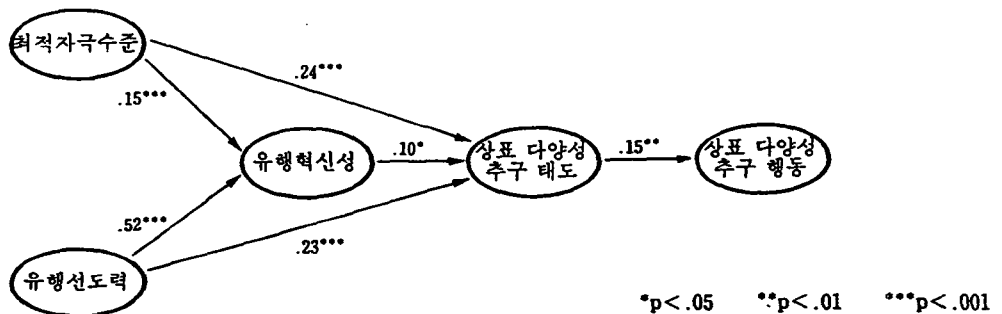 최적자극수준
.24***
.15***
유행혁신성
.10*
상표 다양성
추구 태도
.15**
상표 다양성
추구 행동
.52***
.23***
유행선도력
*p<.05 **p<.01 ***p<.001